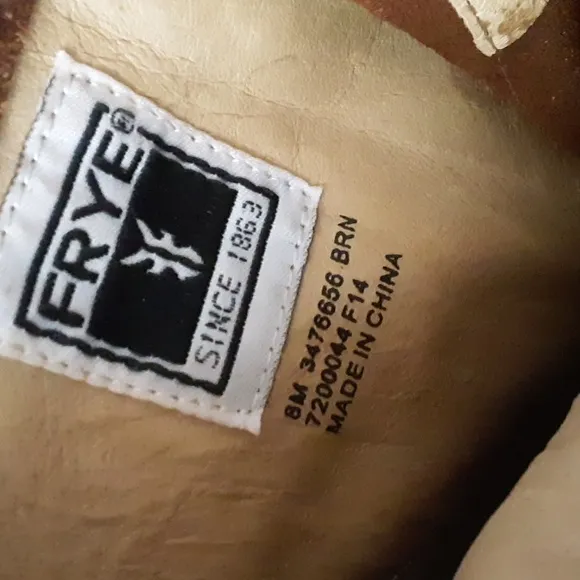 FRYE®
SINCE 1863
8M 3476656 BRN
7200044 F14
MADE IN CHINA